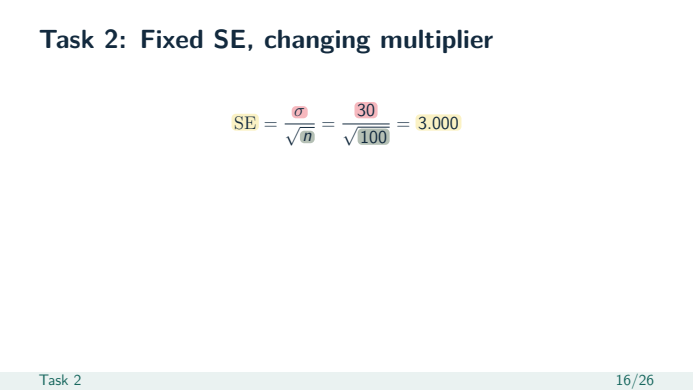 Task 2: Fixed SE, changing multiplier
SE = σ/√n = 30/√100 = 3.000
Task 2 16/26